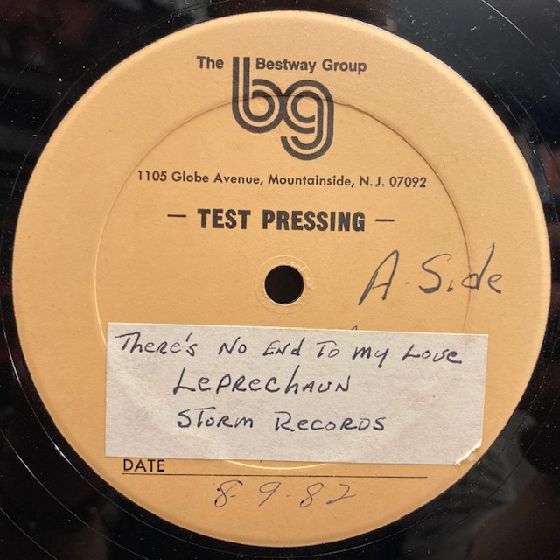 The Bestway Group
bg
1105 Globe Avenue, Mountainside, N.J. 07092
— TEST PRESSING —
A. Side
There's No End To My Love
Leprechaun
Storm Records
DATE
8-9-82